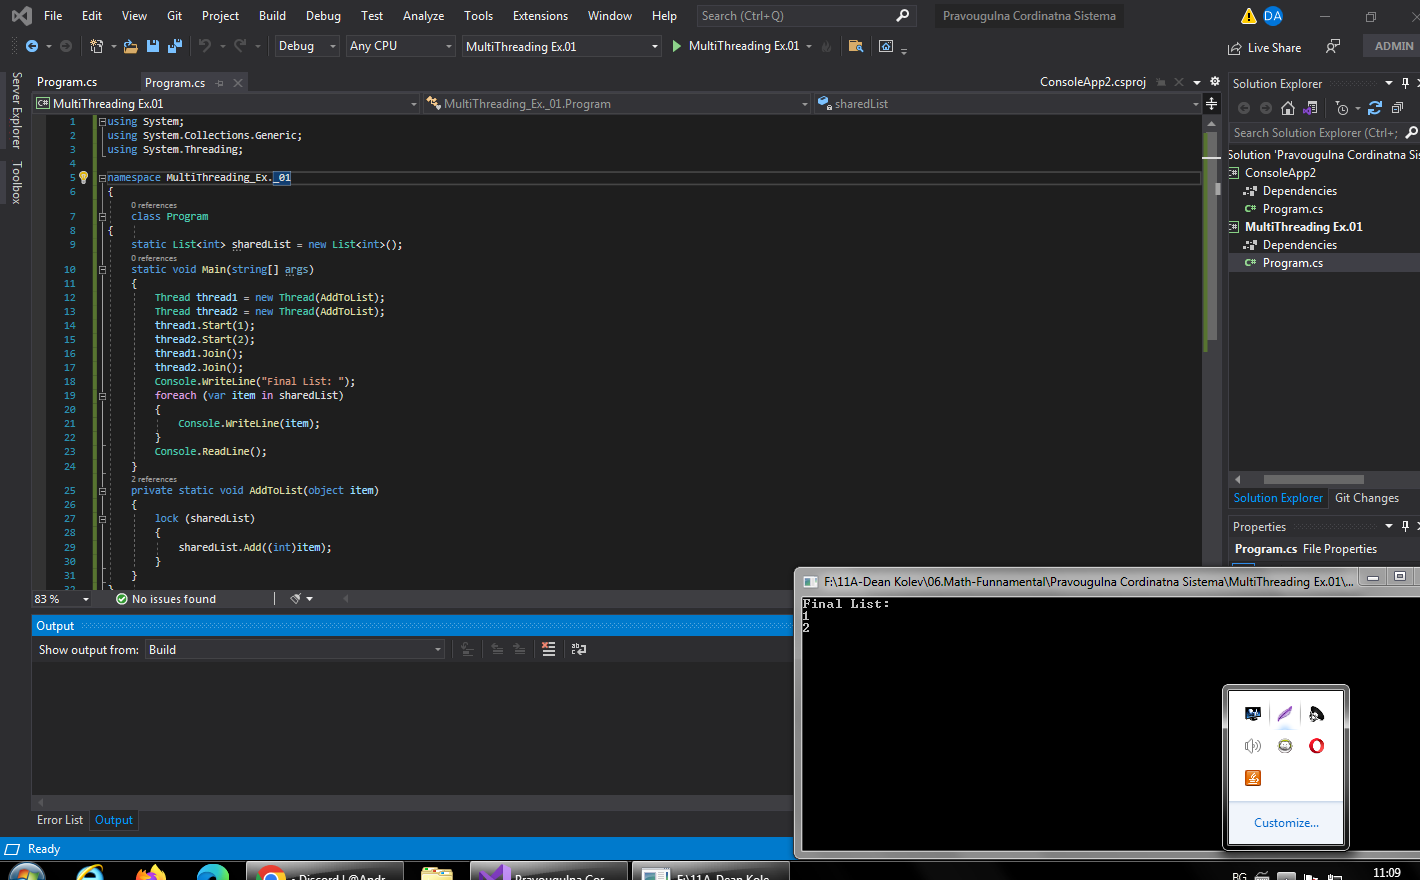 File Edit View Git Project Build Debug Test Analyze Tools Extensions Window Help Search (Ctrl+Q) Pravougulna Cordinatna Sistema DA
Debug Any CPU MultiThreading Ex.01 MultiThreading Ex.01 Live Share ADMIN
Server Explorer
Toolbox
Program.cs Program.cs ConsoleApp2.csproj
MultiThreading Ex.01 MultiThreading_Ex._01.Program sharedList
1 using System;
2 using System.Collections.Generic;
3 using System.Threading;
4
5 namespace MultiThreading_Ex._01
6 {
0 references
7 class Program
8 {
9 static List<int> sharedList = new List<int>();
0 references
10 static void Main(string[] args)
11 {
12 Thread thread1 = new Thread(AddToList);
13 Thread thread2 = new Thread(AddToList);
14 thread1.Start(1);
15 thread2.Start(2);
16 thread1.Join();
17 thread2.Join();
18 Console.WriteLine("Final List: ");
19 foreach (var item in sharedList)
20 {
21 Console.WriteLine(item);
22 }
23 Console.ReadLine();
24 }
2 references
25 private static void AddToList(object item)
26 {
27 lock (sharedList)
28 {
29 sharedList.Add((int)item);
30 }
31 }
32 }
83 % No issues found
Output
Show output from: Build
Error List Output
Ready
Solution Explorer
Search Solution Explorer (Ctrl+;
Solution 'Pravougulna Cordinatna Sis
ConsoleApp2
Dependencies
C# Program.cs
MultiThreading Ex.01
Dependencies
C# Program.cs
Solution Explorer Git Changes
Properties
Program.cs File Properties
F:\11A-Dean Kolev\06.Math-Funnamental\Pravougulna Cordinatna Sistema\MultiThreading Ex.01\...
Final List:
1
2
Customize...
• Discord | @Andr Pravougulna Cor F:\11A-Dean Kole BG 11:09